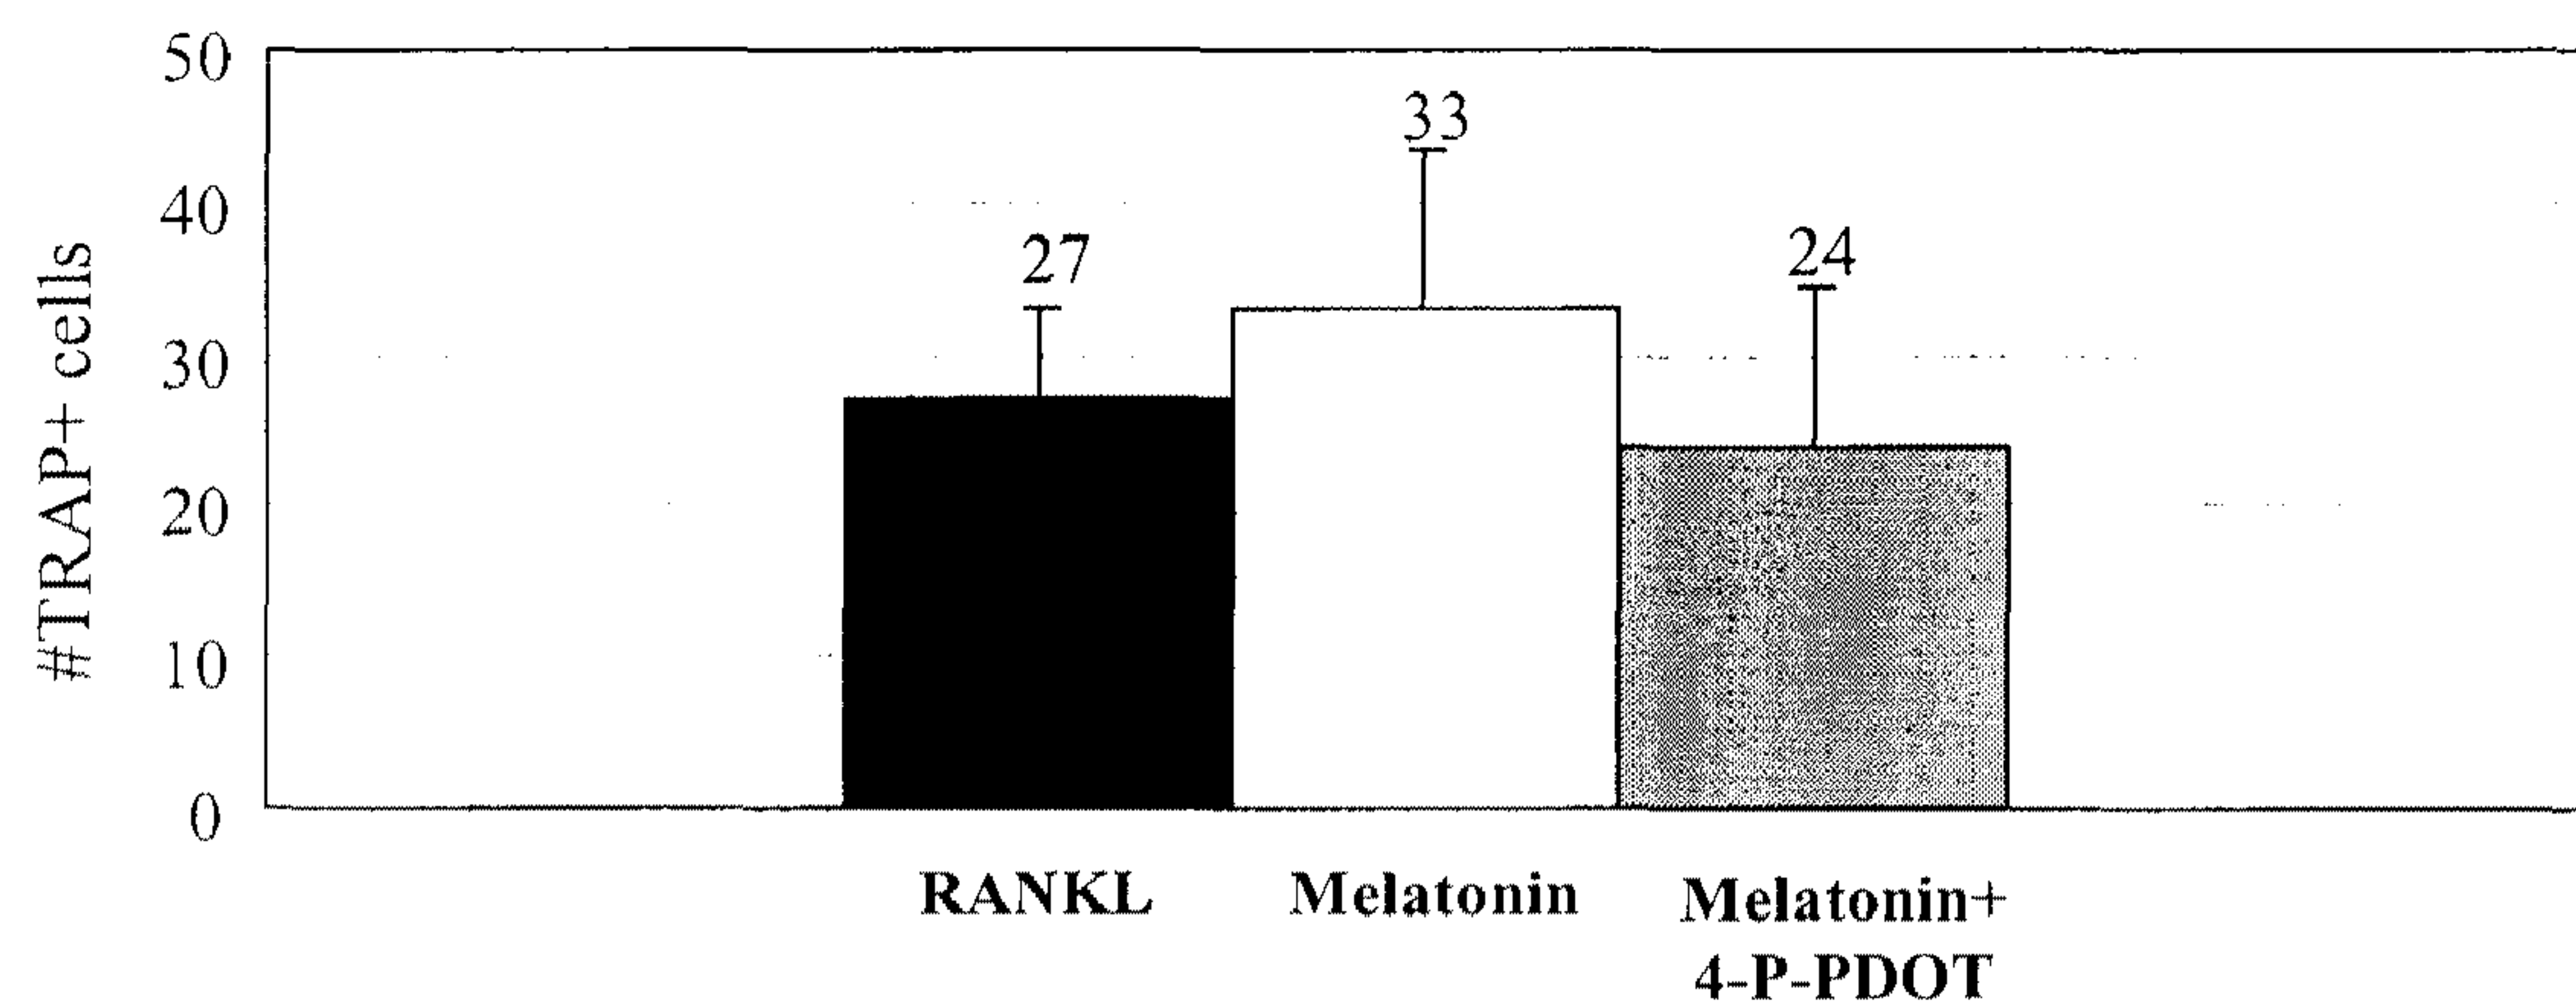 50
40
30
20
10
0
#TRAP+ cells
27
33
24
RANKL
Melatonin
Melatonin+
4-P-PDOT